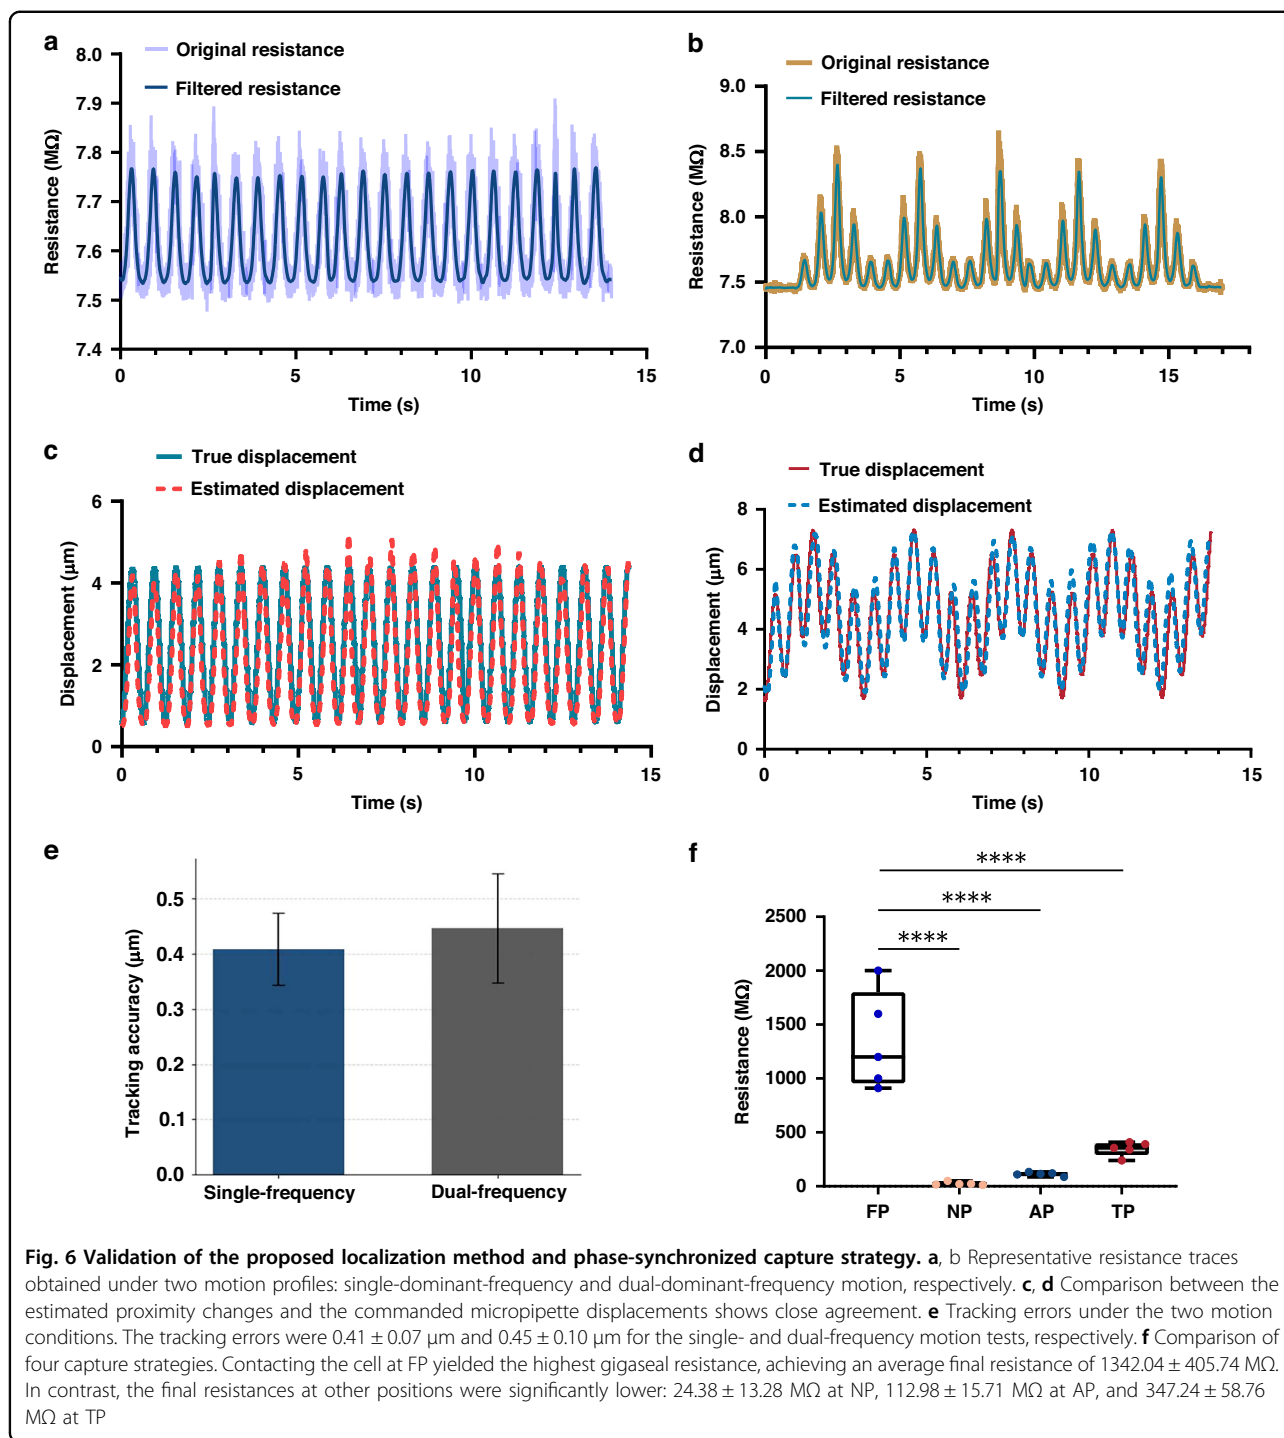 a
Original resistance
Filtered resistance
8.0
7.9
7.8
7.7
7.6
7.5
7.4
Resistance (MΩ)
0
5
10
15
Time (s)
b
Original resistance
Filtered resistance
9.0
8.5
8.0
7.5
7.0
Resistance (MΩ)
0
5
10
15
Time (s)
c
True displacement
Estimated displacement
6
4
2
0
Displacement (μm)
0
5
10
15
Time (s)
d
True displacement
Estimated displacement
8
6
4
2
0
Displacement (μm)
0
5
10
15
Time (s)
e
0.5
0.4
0.3
0.2
0.1
0.0
Tracking accuracy (μm)
Single-frequency
Dual-frequency
f
****
****
****
2500
2000
1500
1000
500
0
Resistance (MΩ)
FP
NP
AP
TP
Fig. 6 Validation of the proposed localization method and phase-synchronized capture strategy. a, b Representative resistance traces
obtained under two motion profiles: single-dominant-frequency and dual-dominant-frequency motion, respectively. c, d Comparison between the
estimated proximity changes and the commanded micropipette displacements shows close agreement. e Tracking errors under the two motion
conditions. The tracking errors were 0.41 ± 0.07 μm and 0.45 ± 0.10 μm for the single- and dual-frequency motion tests, respectively. f Comparison of
four capture strategies. Contacting the cell at FP yielded the highest gigaseal resistance, achieving an average final resistance of 1342.04 ± 405.74 MΩ.
In contrast, the final resistances at other positions were significantly lower: 24.38 ± 13.28 MΩ at NP, 112.98 ± 15.71 MΩ at AP, and 347.24 ± 58.76
MΩ at TP